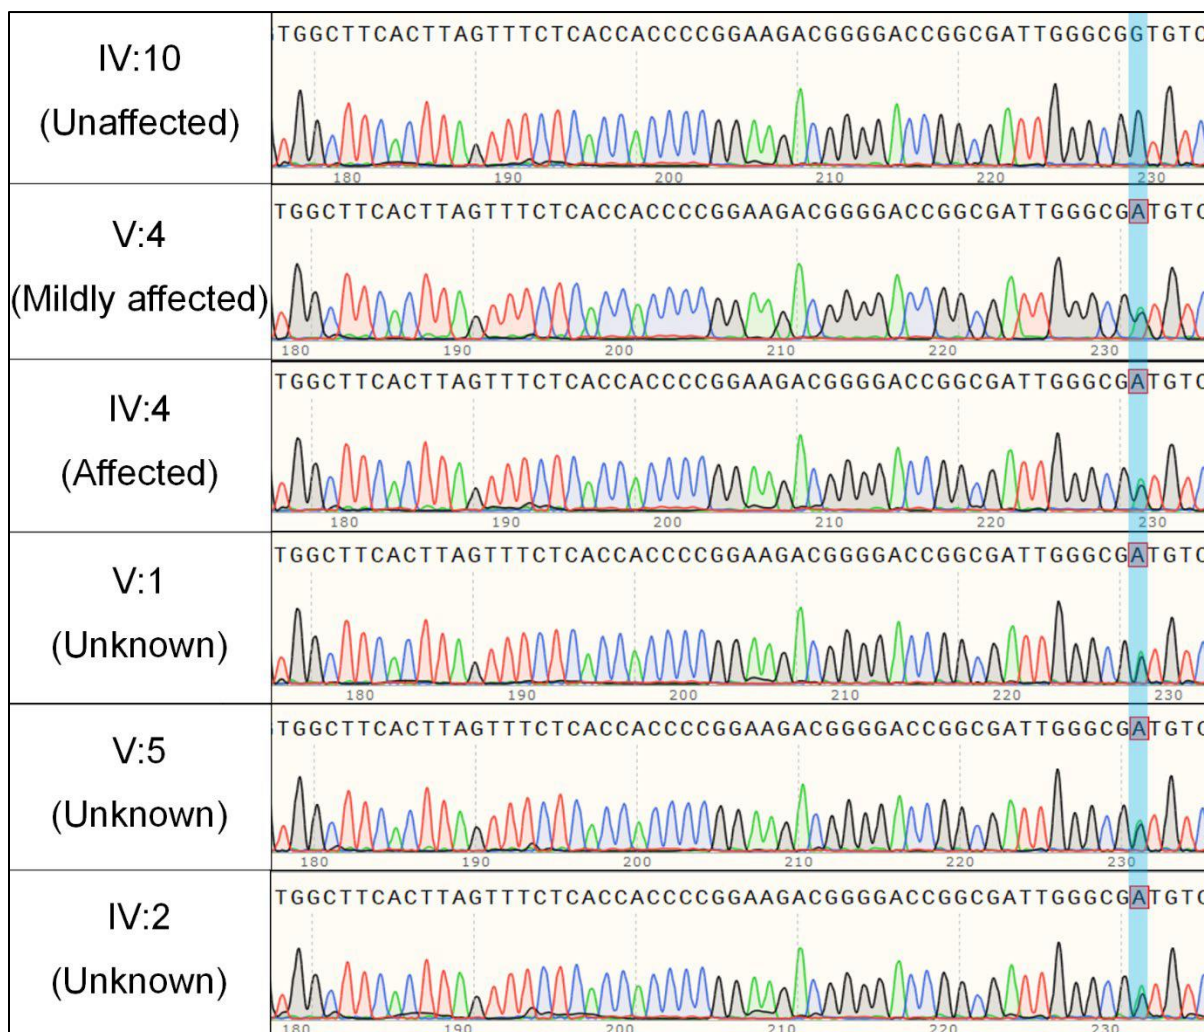 IV:10
(Unaffected)
TGGCTTCACTTAGTTTCTCACCACCCCGGAAGACGGGGACCGGCGATTGGGCGGTGTC
180 190 200 210 220 230
V:4
(Mildly affected)
TGGCTTCACTTAGTTTCTCACCACCCCGGAAGACGGGGACCGGCGATTGGGCGATGTC
180 190 200 210 220 230
IV:4
(Affected)
TGGCTTCACTTAGTTTCTCACCACCCCGGAAGACGGGGACCGGCGATTGGGCGATGTC
180 190 200 210 220 230
V:1
(Unknown)
TGGCTTCACTTAGTTTCTCACCACCCCGGAAGACGGGGACCGGCGATTGGGCGATGTC
180 190 200 210 220 230
V:5
(Unknown)
TGGCTTCACTTAGTTTCTCACCACCCCGGAAGACGGGGACCGGCGATTGGGCGATGTC
180 190 200 210 220 230
IV:2
(Unknown)
TGGCTTCACTTAGTTTCTCACCACCCCGGAAGACGGGGACCGGCGATTGGGCGATGTC
180 190 200 210 220 230